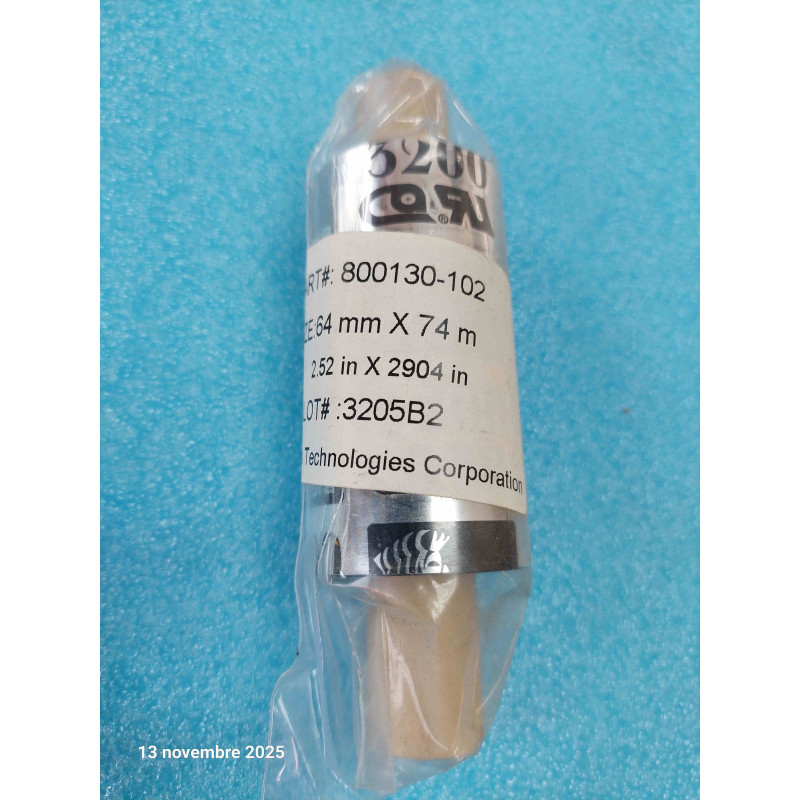 3200
ART#: 800130-102
ZE:64 mm X 74 m
2.52 in X 2904 in
LOT# :3205B2
Technologies Corporation
13 novembre 2025